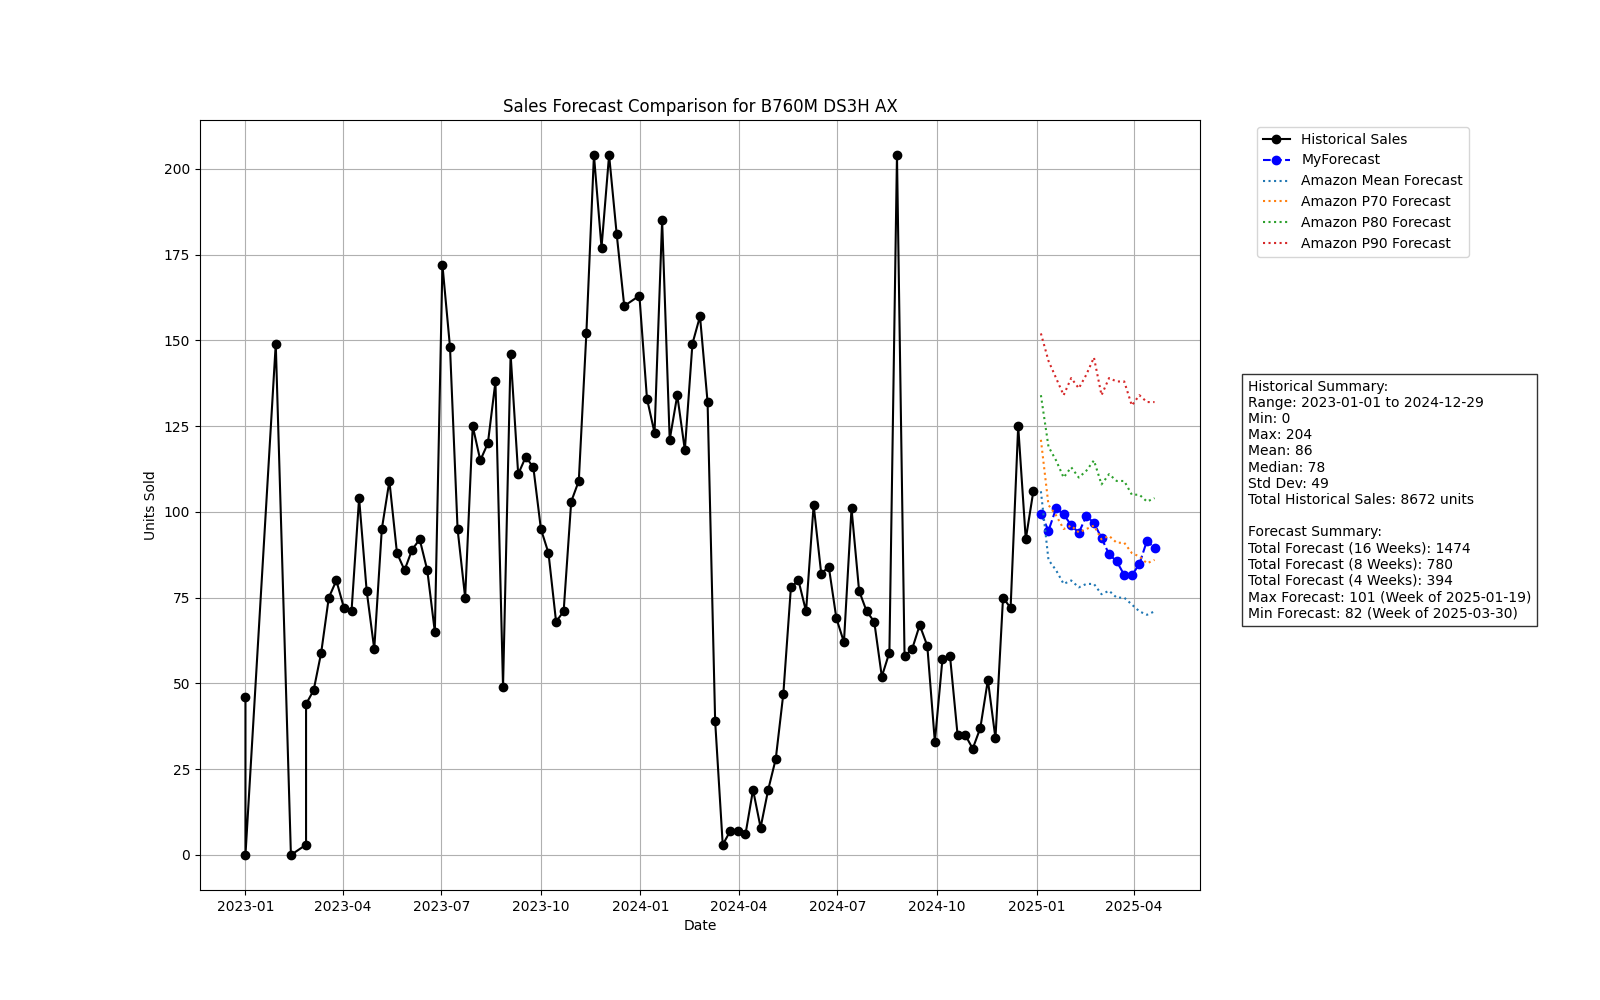 Sales Forecast Comparison for B760M DS3H AX
Historical Sales
MyForecast
Amazon Mean Forecast
Amazon P70 Forecast
Amazon P80 Forecast
Amazon P90 Forecast
200
175
150
125
100
75
50
25
0
Units Sold
2023-01
2023-04
2023-07
2023-10
2024-01
2024-04
2024-07
2024-10
2025-01
2025-04
Date
Historical Summary:
Range: 2023-01-01 to 2024-12-29
Min: 0
Max: 204
Mean: 86
Median: 78
Std Dev: 49
Total Historical Sales: 8672 units
Forecast Summary:
Total Forecast (16 Weeks): 1474
Total Forecast (8 Weeks): 780
Total Forecast (4 Weeks): 394
Max Forecast: 101 (Week of 2025-01-19)
Min Forecast: 82 (Week of 2025-03-30)